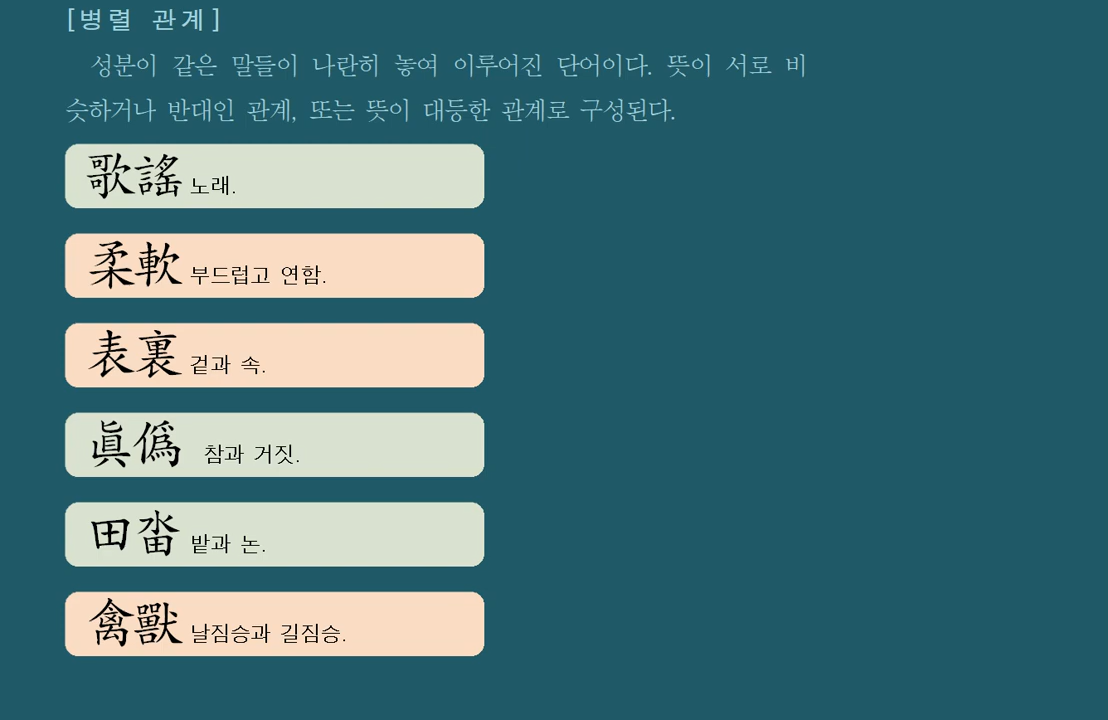 [병렬 관계]
성분이 같은 말들이 나란히 놓여 이루어진 단어이다. 뜻이 서로 비
슷하거나 반대인 관계, 또는 뜻이 대등한 관계로 구성된다.
歌謠 노래.
柔軟 부드럽고 연함.
表裏 겉과 속.
眞僞 참과 거짓.
田畓 밭과 논.
禽獸 날짐승과 길짐승.